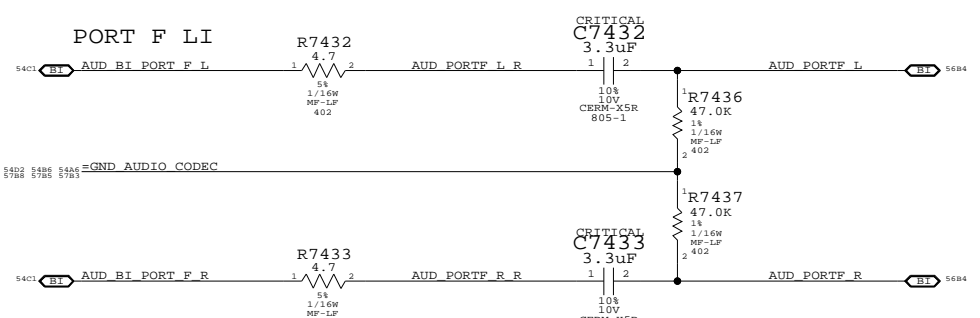 PORT F LI
R7432
4.7
CRITICAL
C7432
3.3uF
54C1 BI AUD_BI_PORT_F_L 1 2 AUD_PORTF_L_R 1 2 AUD_PORTF_L BI 56B4
5%
1/16W
MF-LF
402
10%
10V
CERM-X5R
805-1
1
R7436
47.0K
1%
1/16W
MF-LF
402
2
54D2 54B6 54A6 =GND_AUDIO_CODEC
57B8 57B5 57B3
1
R7437
47.0K
1%
1/16W
MF-LF
402
2
R7433
4.7
CRITICAL
C7433
3.3uF
54C1 BI AUD_BI_PORT_F_R 1 2 AUD_PORTF_R_R 1 2 AUD_PORTF_R BI 56B4
5%
1/16W
MF-LF
10%
10V